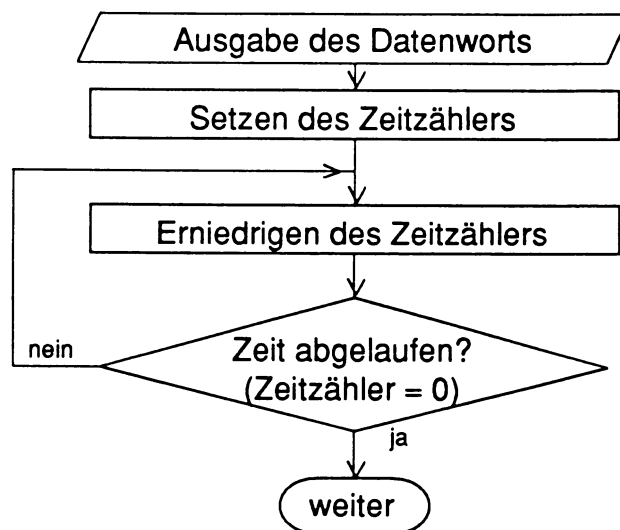 Ausgabe des Datenworts
Setzen des Zeitzählers
Erniedrigen des Zeitzählers
nein
Zeit abgelaufen?
(Zeitzähler = 0)
ja
weiter